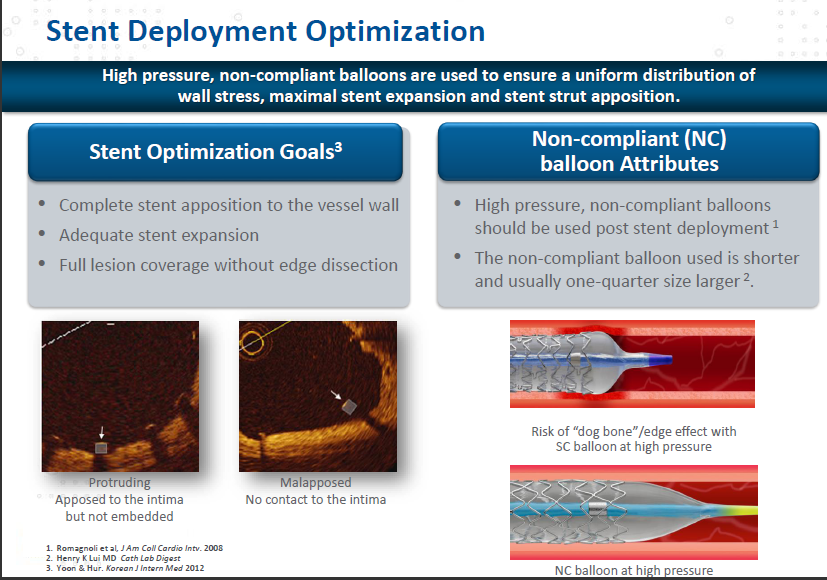 Stent Deployment Optimization
High pressure, non-compliant balloons are used to ensure a uniform distribution of
wall stress, maximal stent expansion and stent strut apposition.
Stent Optimization Goals³
• Complete stent apposition to the vessel wall
• Adequate stent expansion
• Full lesion coverage without edge dissection
Non-compliant (NC)
balloon Attributes
• High pressure, non-compliant balloons
should be used post stent deployment ¹
• The non-compliant balloon used is shorter
and usually one-quarter size larger ².
Protruding
Apposed to the intima
but not embedded
Malapposed
No contact to the intima
Risk of “dog bone”/edge effect with
SC balloon at high pressure
NC balloon at high pressure
1. Romagnoli et al, J Am Coll Cardio Intv. 2008
2. Henry K Lui MD Cath Lab Digest
3. Yoon & Hur. Korean J Intern Med 2012